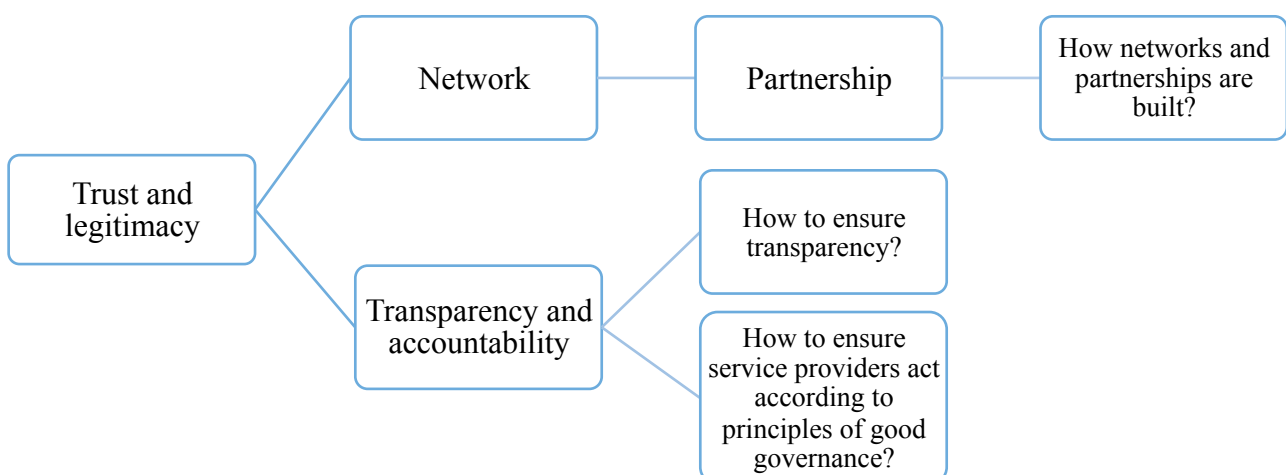 Network
Partnership
How networks and
partnerships are
built?
Trust and
legitimacy
How to ensure
transparency?
Transparency and
accountability
How to ensure
service providers act
according to
principles of good
governance?